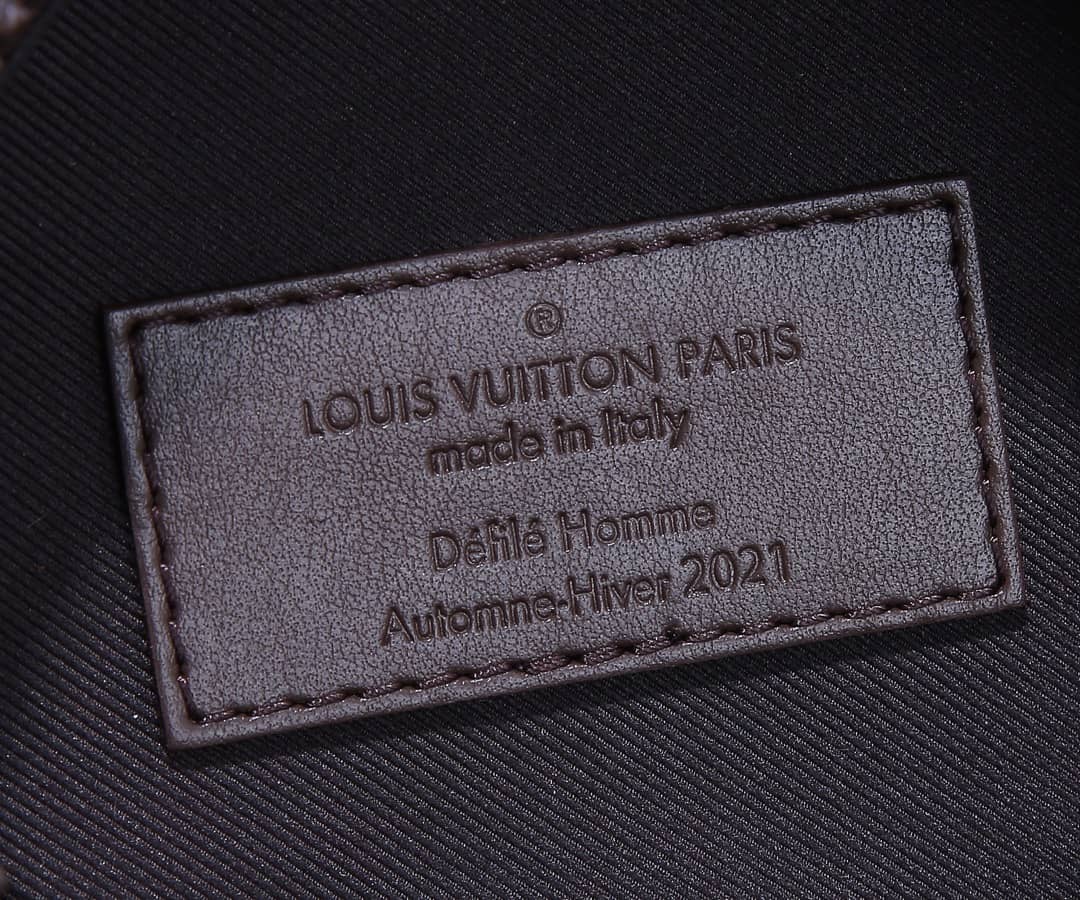 ®
LOUIS VUITTON PARIS
made in Italy
Défilé Homme
Automne-Hiver 2021